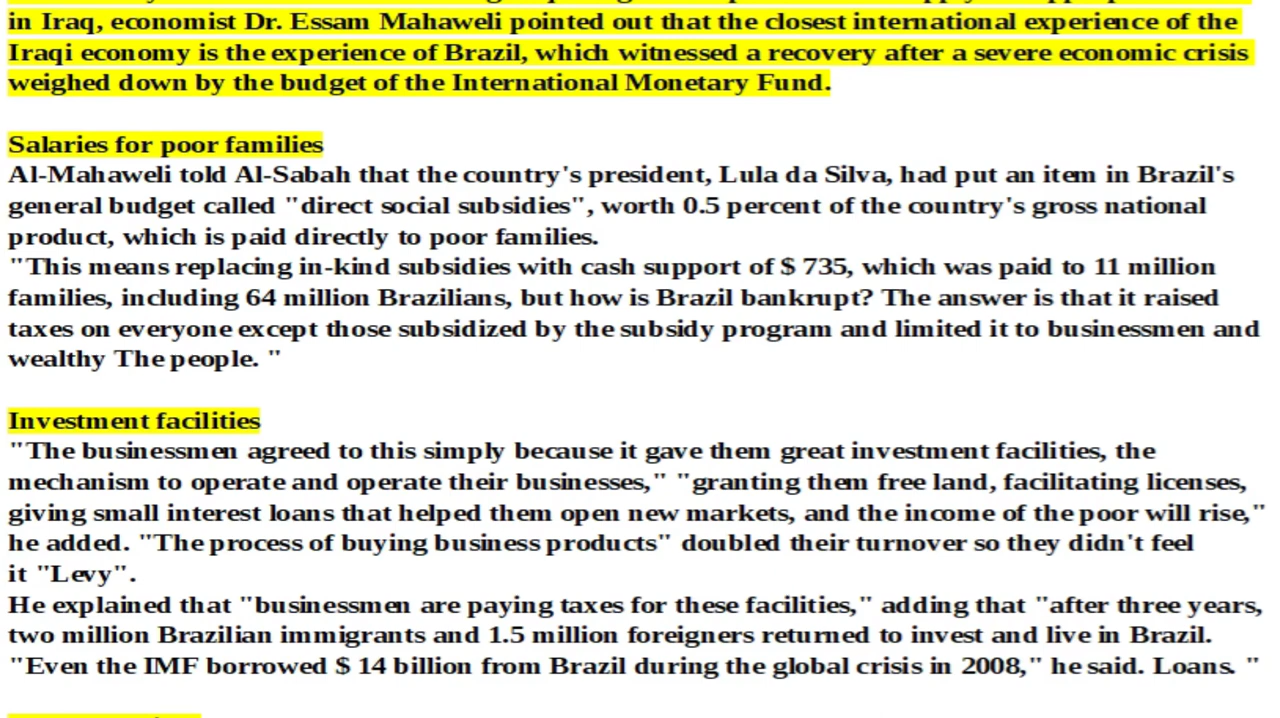 in Iraq, economist Dr. Essam Mahaweli pointed out that the closest international experience of the
Iraqi economy is the experience of Brazil, which witnessed a recovery after a severe economic crisis
weighed down by the budget of the International Monetary Fund.
Salaries for poor families
Al-Mahaweli told Al-Sabah that the country's president, Lula da Silva, had put an item in Brazil's
general budget called "direct social subsidies", worth 0.5 percent of the country's gross national
product, which is paid directly to poor families.
"This means replacing in-kind subsidies with cash support of $ 735, which was paid to 11 million
families, including 64 million Brazilians, but how is Brazil bankrupt? The answer is that it raised
taxes on everyone except those subsidized by the subsidy program and limited it to businessmen and
wealthy The people. "
Investment facilities
"The businessmen agreed to this simply because it gave them great investment facilities, the
mechanism to operate and operate their businesses," "granting them free land, facilitating licenses,
giving small interest loans that helped them open new markets, and the income of the poor will rise,"
he added. "The process of buying business products" doubled their turnover so they didn't feel
it "Levy".
He explained that "businessmen are paying taxes for these facilities," adding that "after three years,
two million Brazilian immigrants and 1.5 million foreigners returned to invest and live in Brazil.
"Even the IMF borrowed $ 14 billion from Brazil during the global crisis in 2008," he said. Loans. "